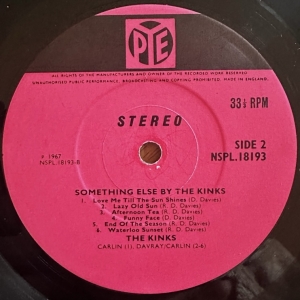 PYE
ALL RIGHTS OF THE MANUFACTURERS AND OWNER OF THE RECORDED WORK RESERVED.
UNAUTHORISED PUBLIC PERFORMANCE, BROADCASTING AND COPYING PROHIBITED. MADE IN ENGLAND.
33⅓ RPM
STEREO
SIDE 2
NSPL.18193
℗ 1967
NSPL.18193-B
SOMETHING ELSE BY THE KINKS
1. Love Me Till The Sun Shines (D. Davies)
2. Lazy Old Sun (R. D. Davies)
3. Afternoon Tea (R. D. Davies)
4. Funny Face (D. Davies)
5. End Of The Season (R. D. Davies)
6. Waterloo Sunset (R. D. Davies)
THE KINKS
CARLIN (1), DAVRAY/CARLIN (2-6)